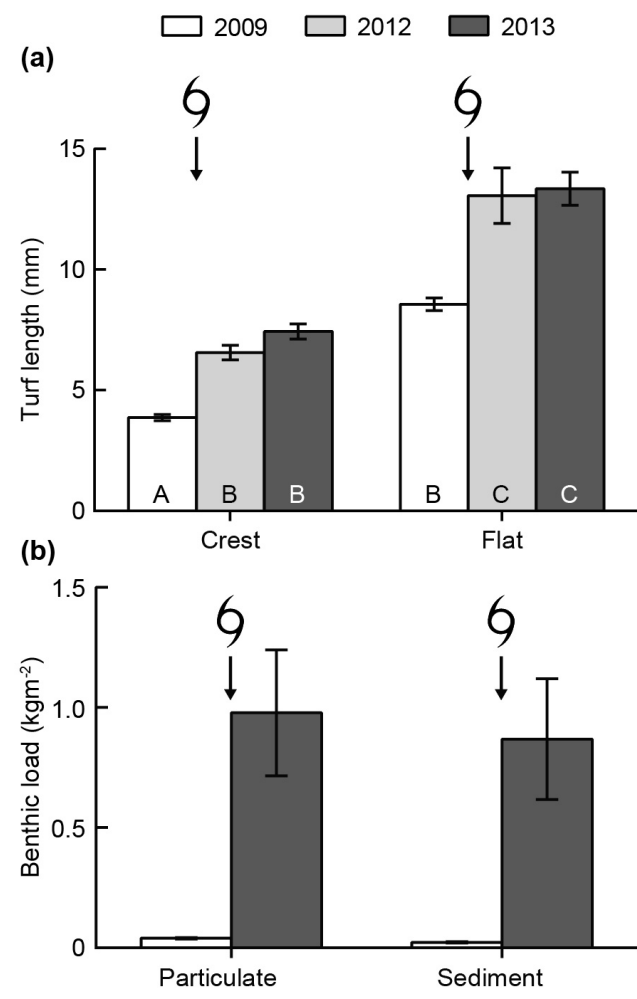 2009 2012 2013
(a)
15
10
5
0
Turf length (mm)
A B B B C C
Crest Flat
(b)
1.5
1.0
0.5
0
Benthic load (kgm⁻²)
Particulate Sediment